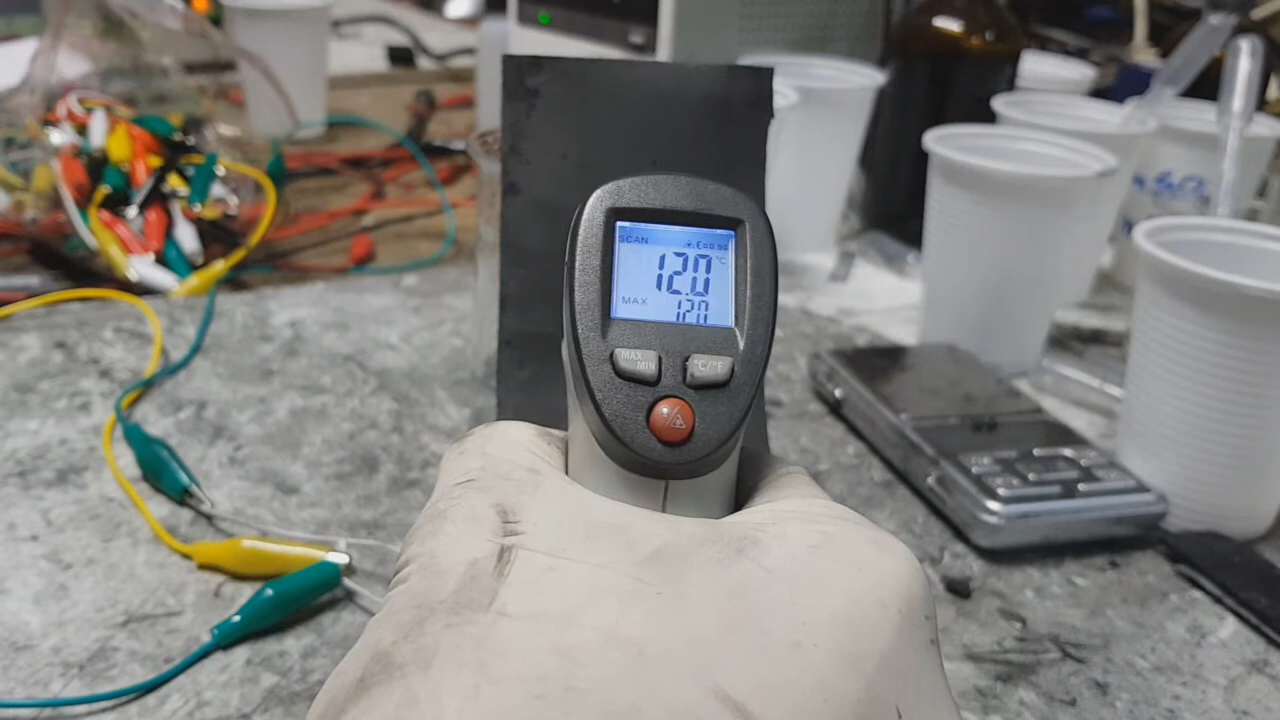 SCAN ε=0.95
12.0 °C
MAX 12.0
MAX MIN °C/°F